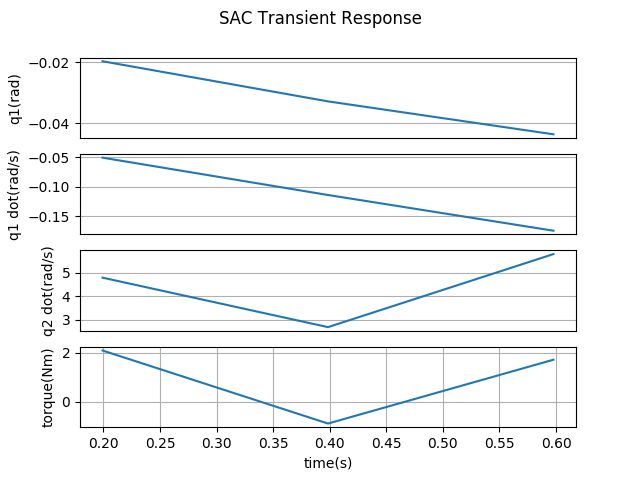 SAC Transient Response
q1(rad)
−0.02
−0.04
q1 dot(rad/s)
−0.05
−0.10
−0.15
q2 dot(rad/s)
5
4
3
torque(Nm)
2
0
0.20 0.25 0.30 0.35 0.40 0.45 0.50 0.55 0.60
time(s)